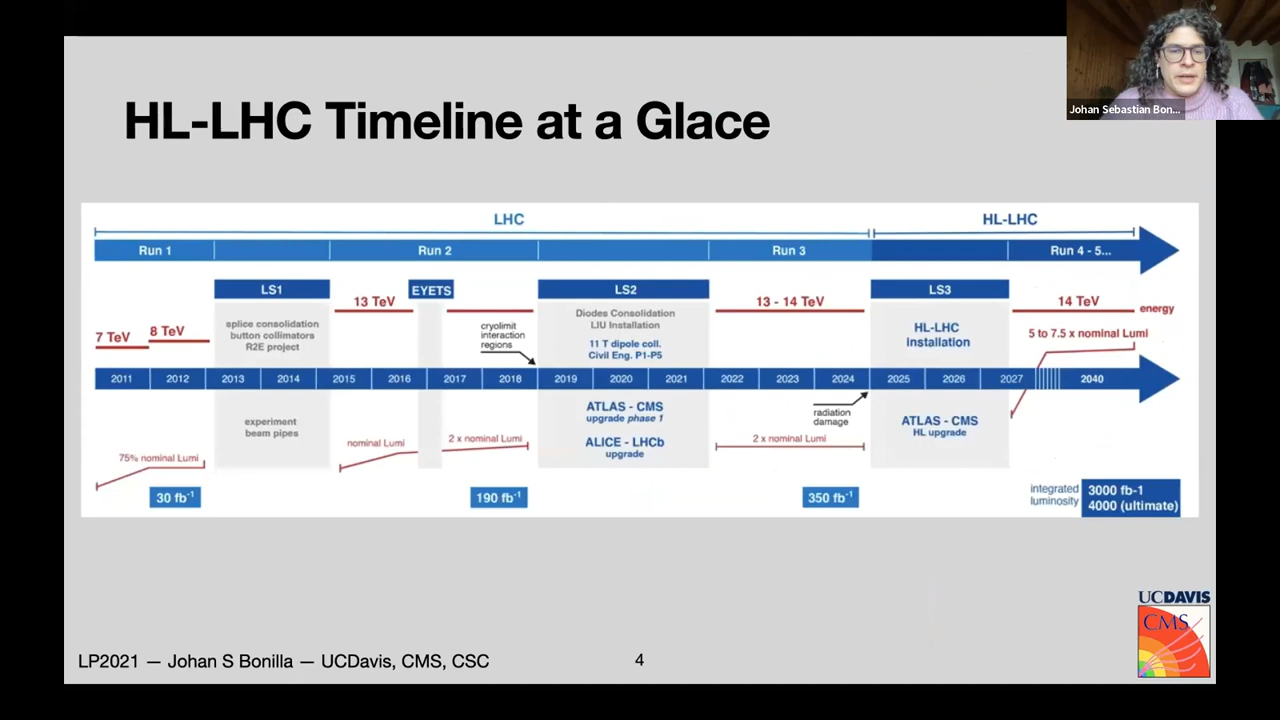 Johan Sebastian Bon...
HL-LHC Timeline at a Glace
LHC
HL-LHC
Run 1
Run 2
Run 3
Run 4 - 5...
LS1
EYETS
LS2
LS3
13 TeV
13 - 14 TeV
14 TeV
energy
7 TeV
8 TeV
splice consolidation
button collimators
R2E project
cryolimit
interaction
regions
Diodes Consolidation
LIU Installation
11 T dipole coll.
Civil Eng. P1-P5
HL-LHC
installation
5 to 7.5 x nominal Lumi
2011 2012 2013 2014 2015 2016 2017 2018 2019 2020 2021 2022 2023 2024 2025 2026 2027 2040
experiment
beam pipes
ATLAS - CMS
upgrade phase 1
ALICE - LHCb
upgrade
radiation
damage
ATLAS - CMS
HL upgrade
75% nominal Lumi
nominal Lumi
2 x nominal Lumi
2 x nominal Lumi
30 fb-1
190 fb-1
350 fb-1
integrated
luminosity
3000 fb-1
4000 (ultimate)
UCDAVIS
CMS
LP2021 — Johan S Bonilla — UCDavis, CMS, CSC
4